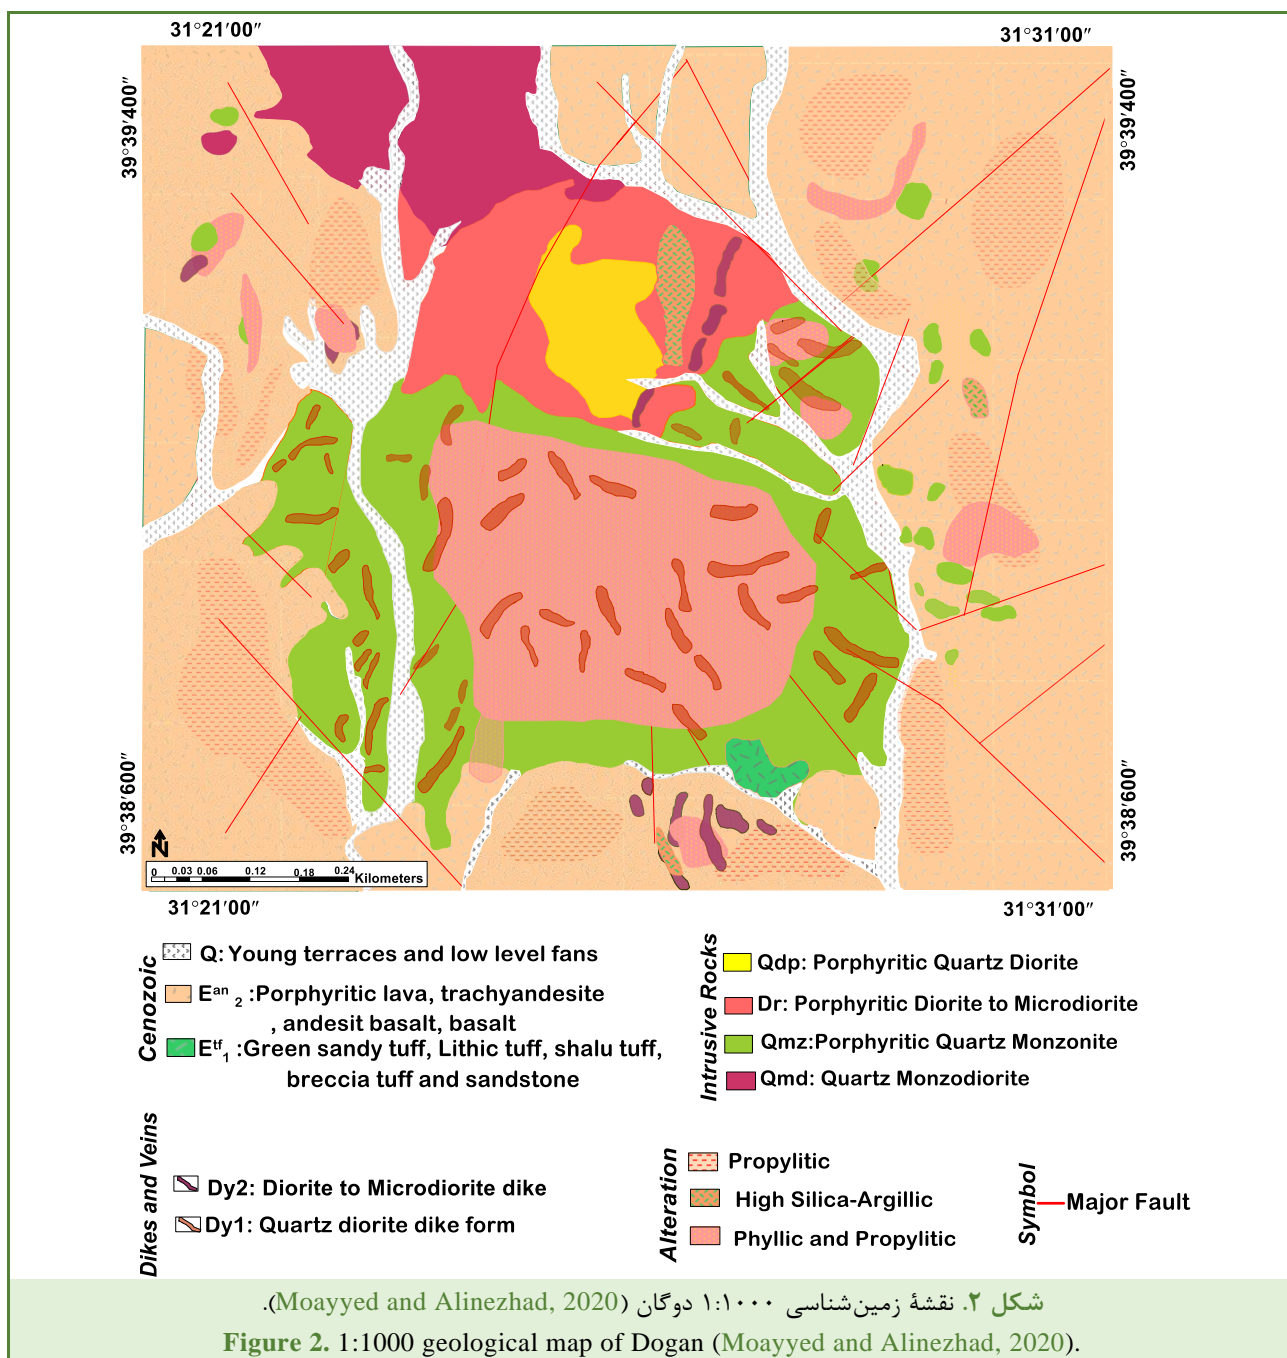 31°21′00″ 31°31′00″
39°39′400″ 39°39′400″
39°38′600″ 39°38′600″
N
0 0.03 0.06 0.12 0.18 0.24 Kilometers
31°21′00″ 31°31′00″
Cenozoic
Q: Young terraces and low level fans
E^an_2 :Porphyritic lava, trachyandesite
, andesit basalt, basalt
E^tf_1 :Green sandy tuff, Lithic tuff, shalu tuff,
breccia tuff and sandstone
Intrusive Rocks
Qdp: Porphyritic Quartz Diorite
Dr: Porphyritic Diorite to Microdiorite
Qmz:Porphyritic Quartz Monzonite
Qmd: Quartz Monzodiorite
Dikes and Veins
Dy2: Diorite to Microdiorite dike
Dy1: Quartz diorite dike form
Alteration
Propylitic
High Silica-Argillic
Phyllic and Propylitic
Symbol
Major Fault
شکل ۲. نقشهٔ زمین‌شناسی ۱:۱۰۰۰ دوگان (Moayyed and Alinezhad, 2020).
Figure 2. 1:1000 geological map of Dogan (Moayyed and Alinezhad, 2020).